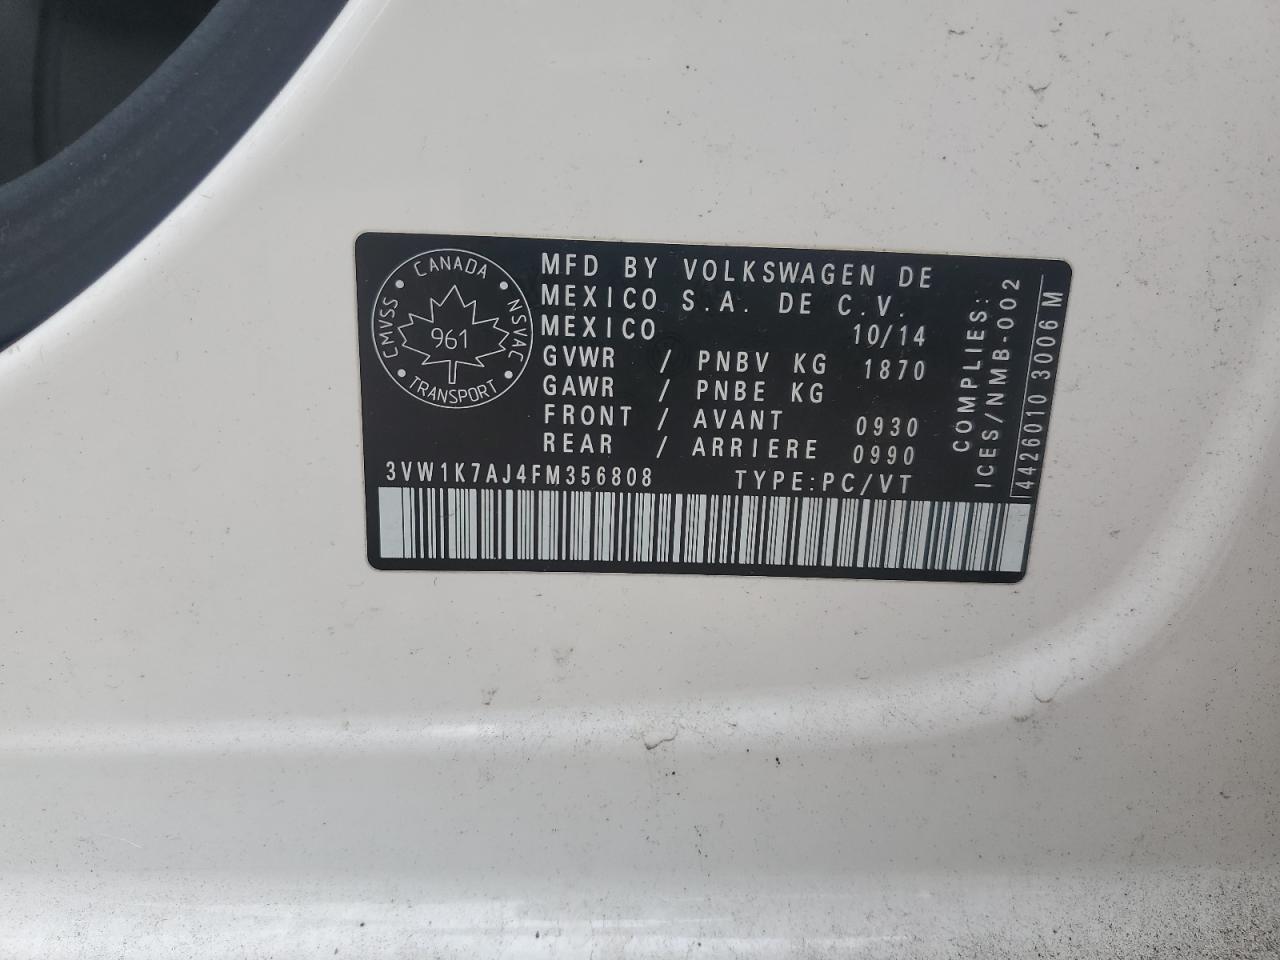 CANADA
CMVSS
NSVAC
961
TRANSPORT
MFD BY VOLKSWAGEN DE
MEXICO S.A. DE C.V.
MEXICO 10/14
GVWR / PNBV KG 1870
GAWR / PNBE KG
FRONT / AVANT 0930
REAR / ARRIERE 0990
3VW1K7AJ4FM356808 TYPE:PC/VT
COMPLIES:
ICES/NMB-002
4426010 3006 M